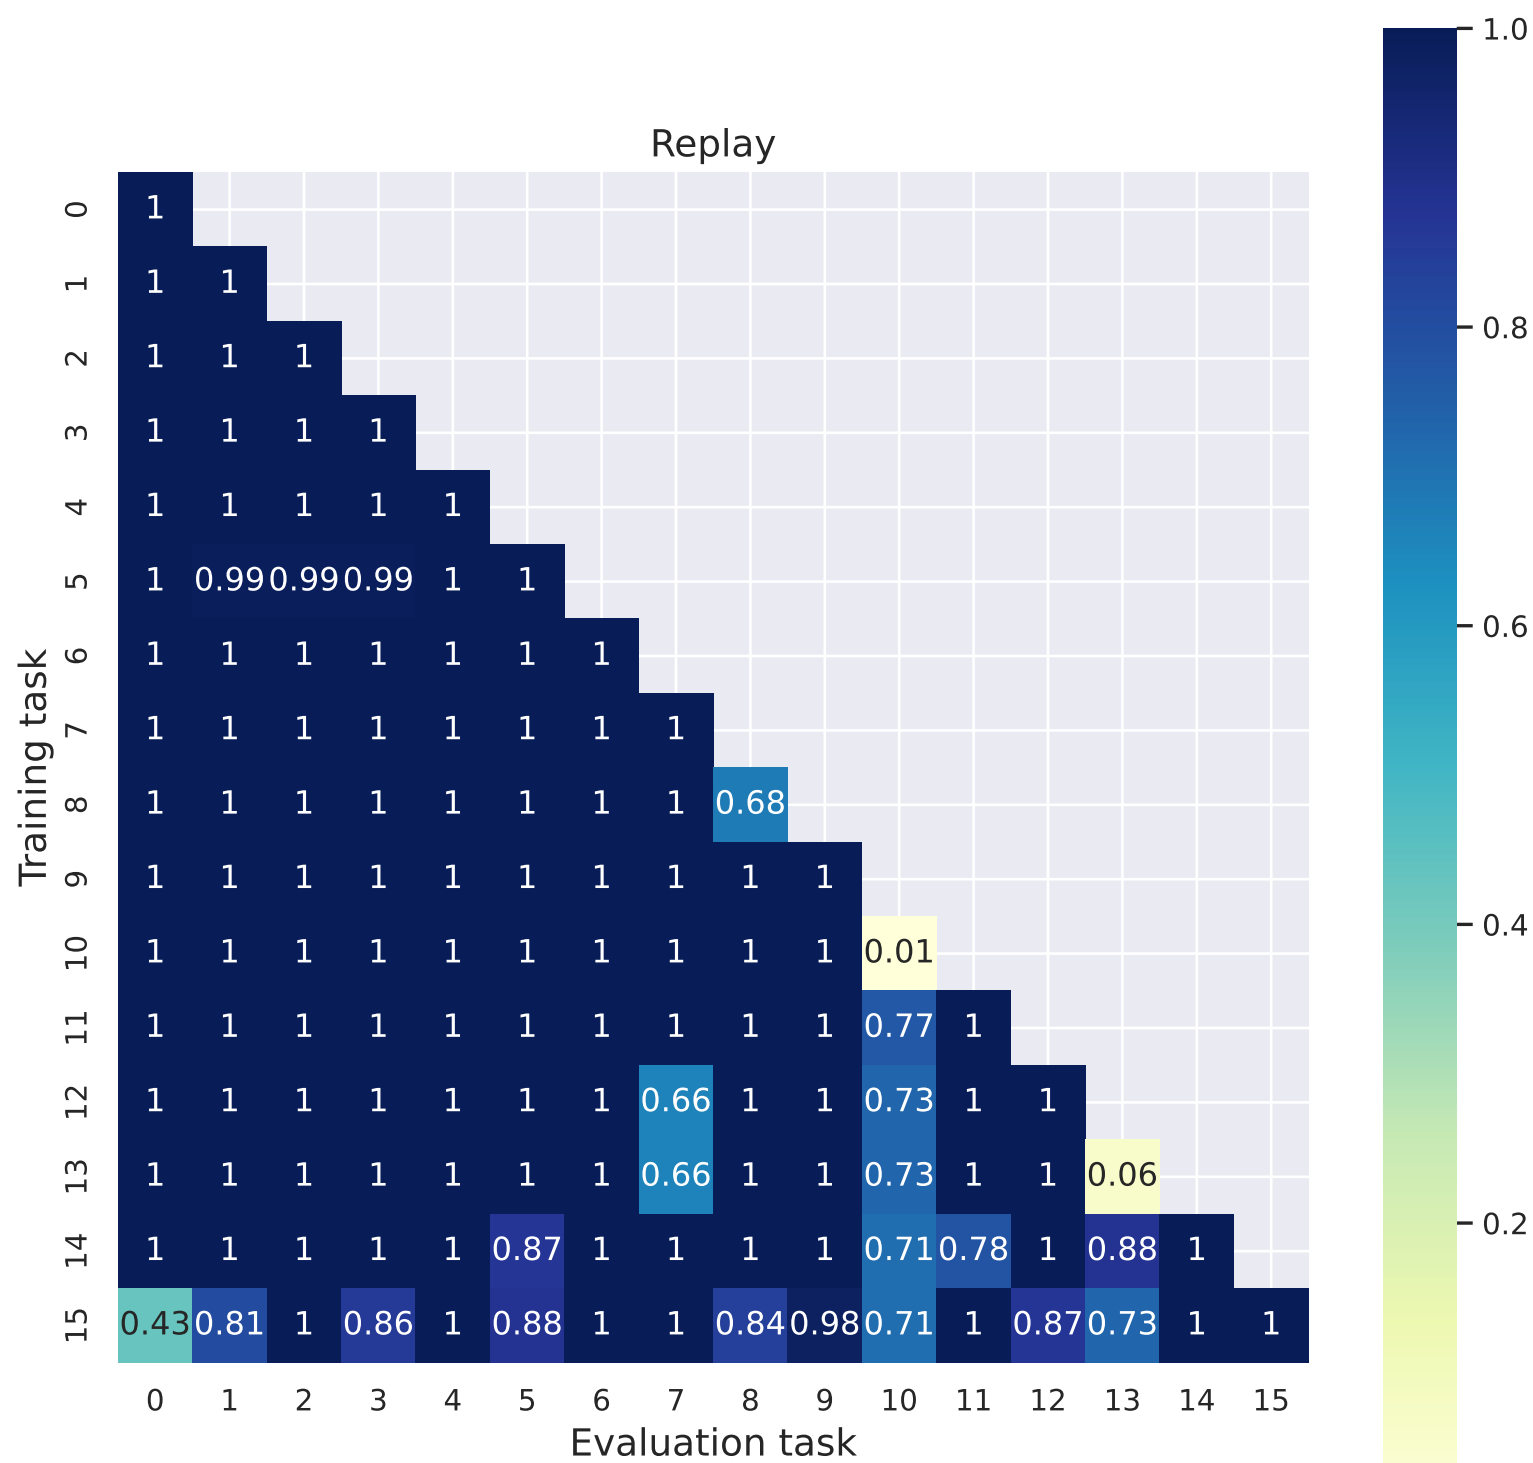 Replay
0 1
1 1 1
2 1 1 1
3 1 1 1 1
4 1 1 1 1 1
5 1 0.99 0.99 0.99 1 1
6 1 1 1 1 1 1 1
7 1 1 1 1 1 1 1 1
8 1 1 1 1 1 1 1 1 0.68
9 1 1 1 1 1 1 1 1 1 1
10 1 1 1 1 1 1 1 1 1 1 0.01
11 1 1 1 1 1 1 1 1 1 1 0.77 1
12 1 1 1 1 1 1 1 0.66 1 1 0.73 1 1
13 1 1 1 1 1 1 1 0.66 1 1 0.73 1 1 0.06
14 1 1 1 1 1 0.87 1 1 1 1 0.71 0.78 1 0.88 1
15 0.43 0.81 1 0.86 1 0.88 1 1 0.84 0.98 0.71 1 0.87 0.73 1 1
0 1 2 3 4 5 6 7 8 9 10 11 12 13 14 15
Evaluation task
Training task
1.0
0.8
0.6
0.4
0.2